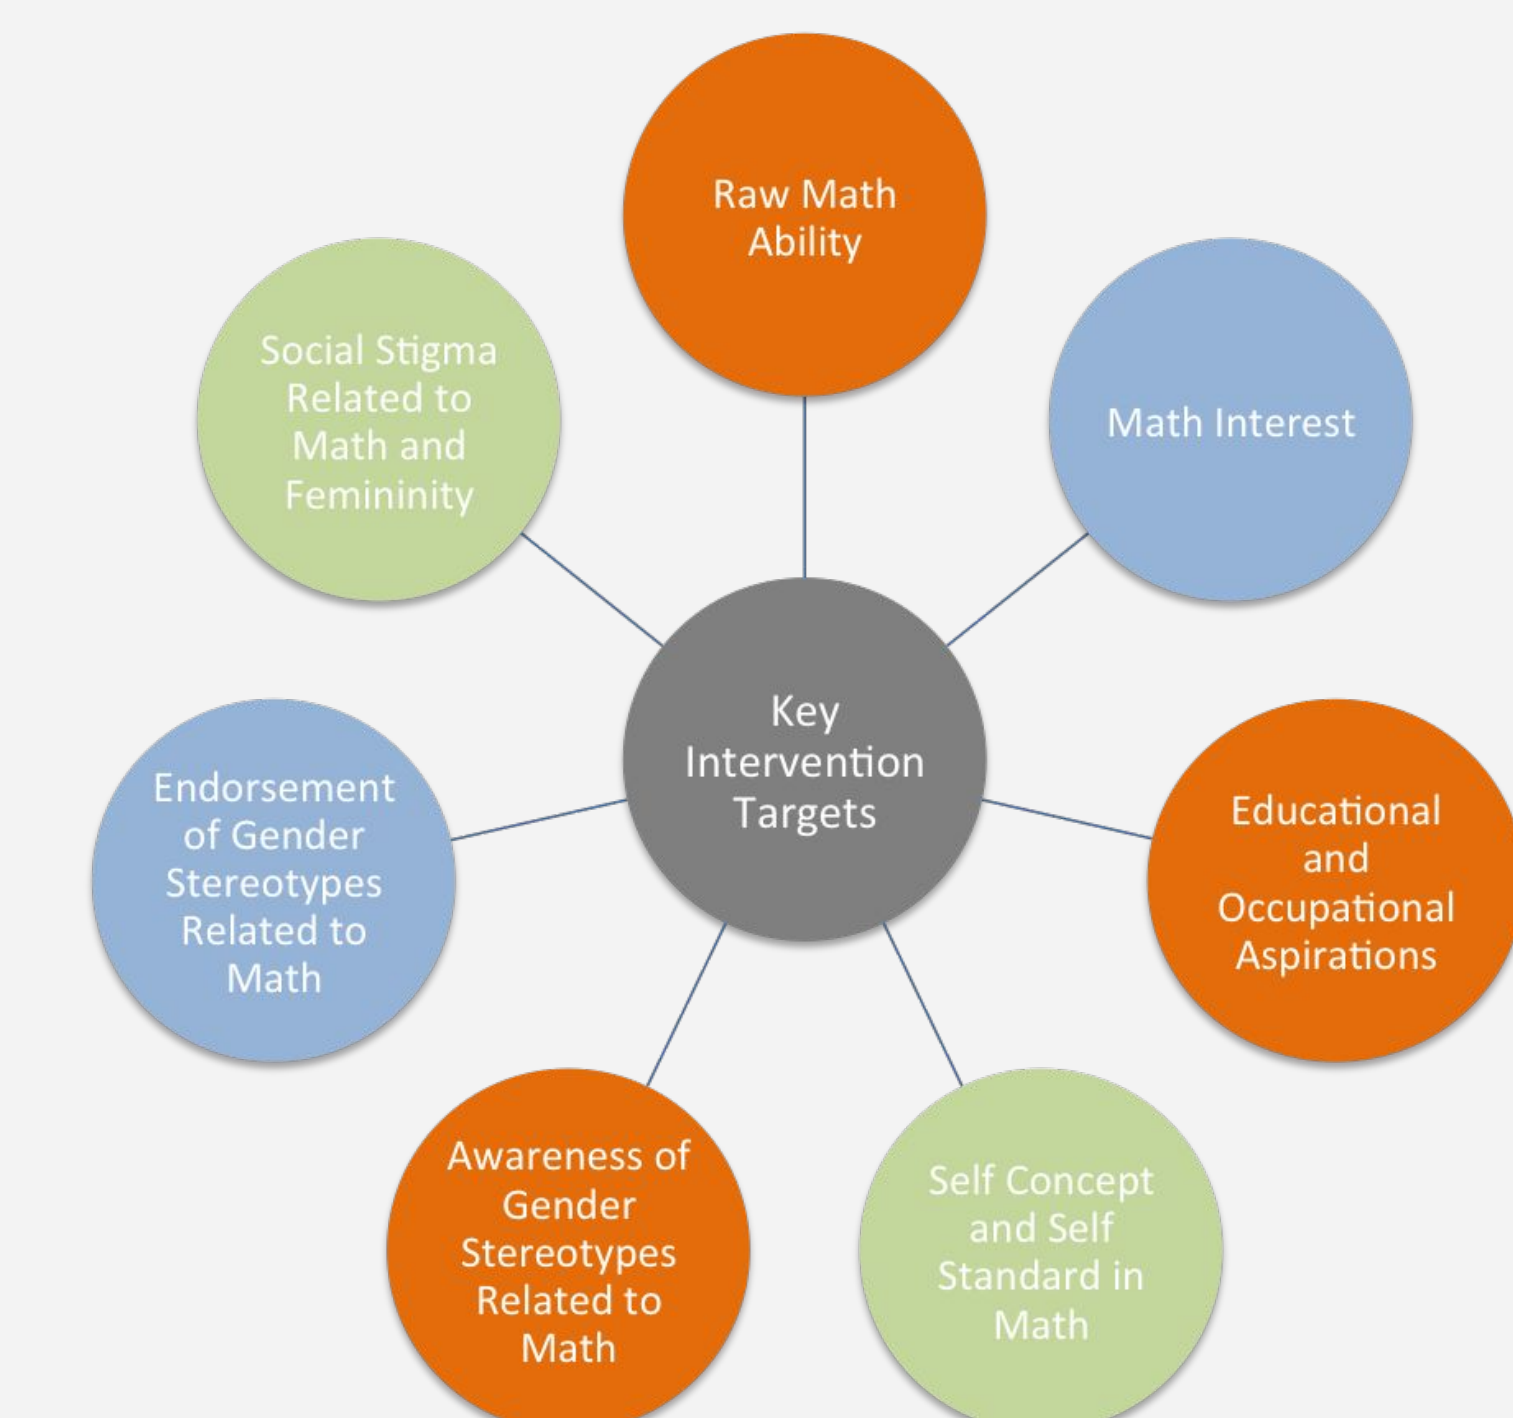 Raw Math
Ability
Math Interest
Educational
and
Occupational
Aspirations
Self Concept
and Self
Standard in
Math
Awareness of
Gender
Stereotypes
Related to
Math
Endorsement
of Gender
Stereotypes
Related to
Math
Social Stigma
Related to
Math and
Femininity
Key
Intervention
Targets